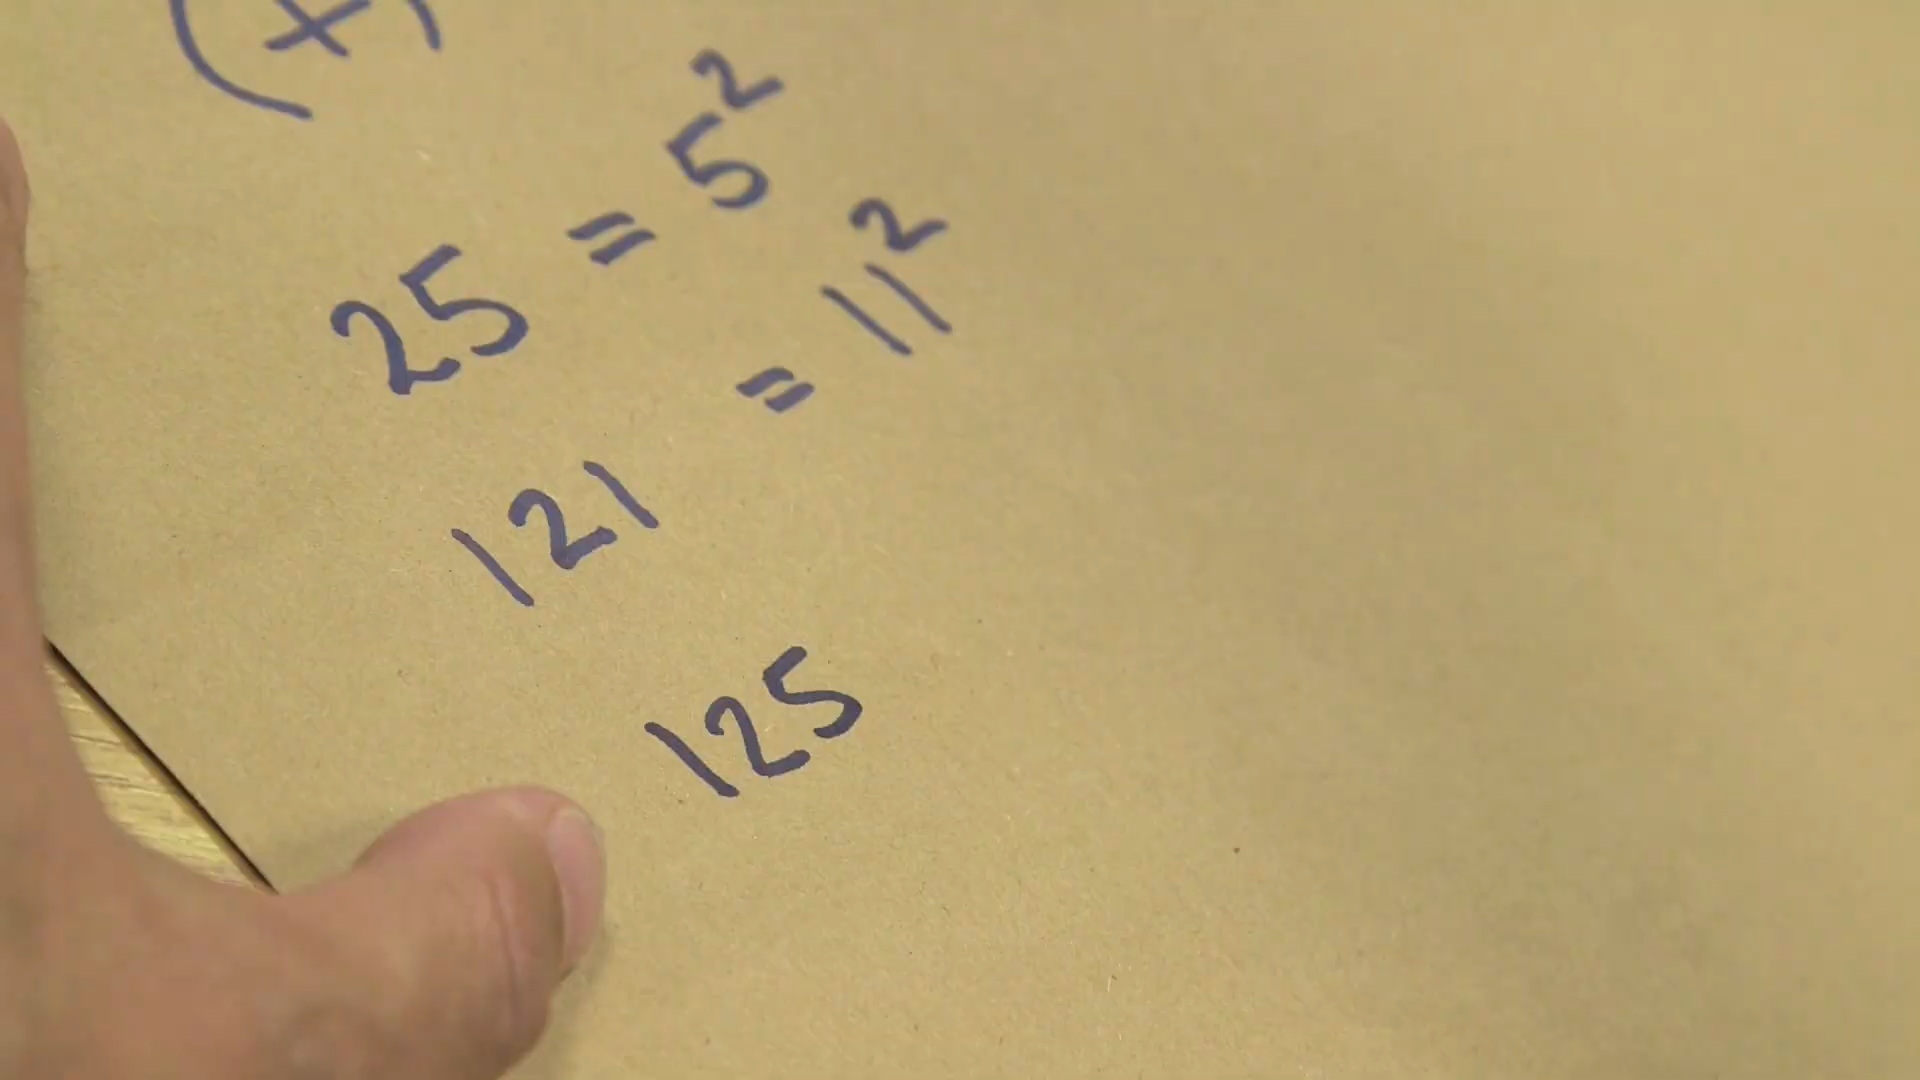 (x)
25 = 5²
121 = 11²
125